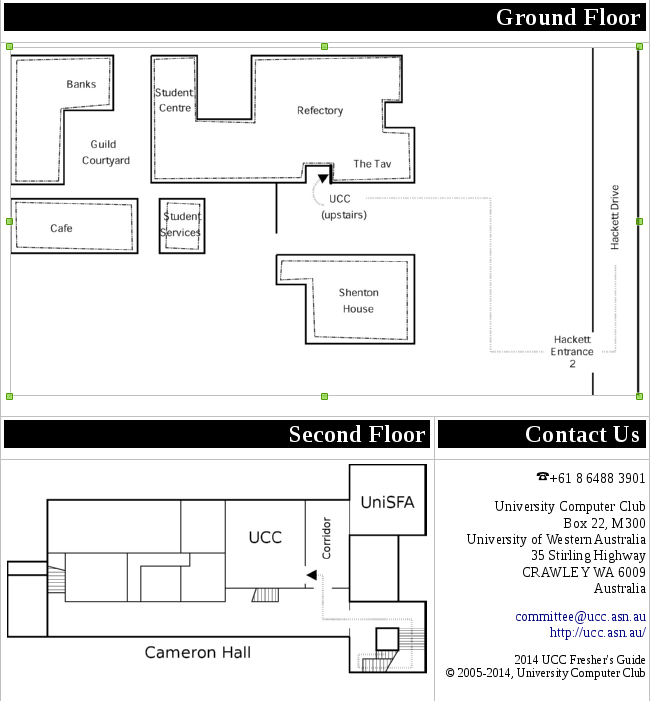 Ground Floor
Banks
Student
Centre
Refectory
Guild
Courtyard
The Tav
UCC
(upstairs)
Cafe
Student
Services
Hackett Drive
Shenton
House
Hackett
Entrance
2
Second Floor
UniSFA
UCC
Corridor
Cameron Hall
Contact Us
☎+61 8 6488 3901
University Computer Club
Box 22, M300
University of Western Australia
35 Stirling Highway
CRAWLEY WA 6009
Australia
committee@ucc.asn.au
http://ucc.asn.au/
2014 UCC Fresher's Guide
© 2005-2014, University Computer Club